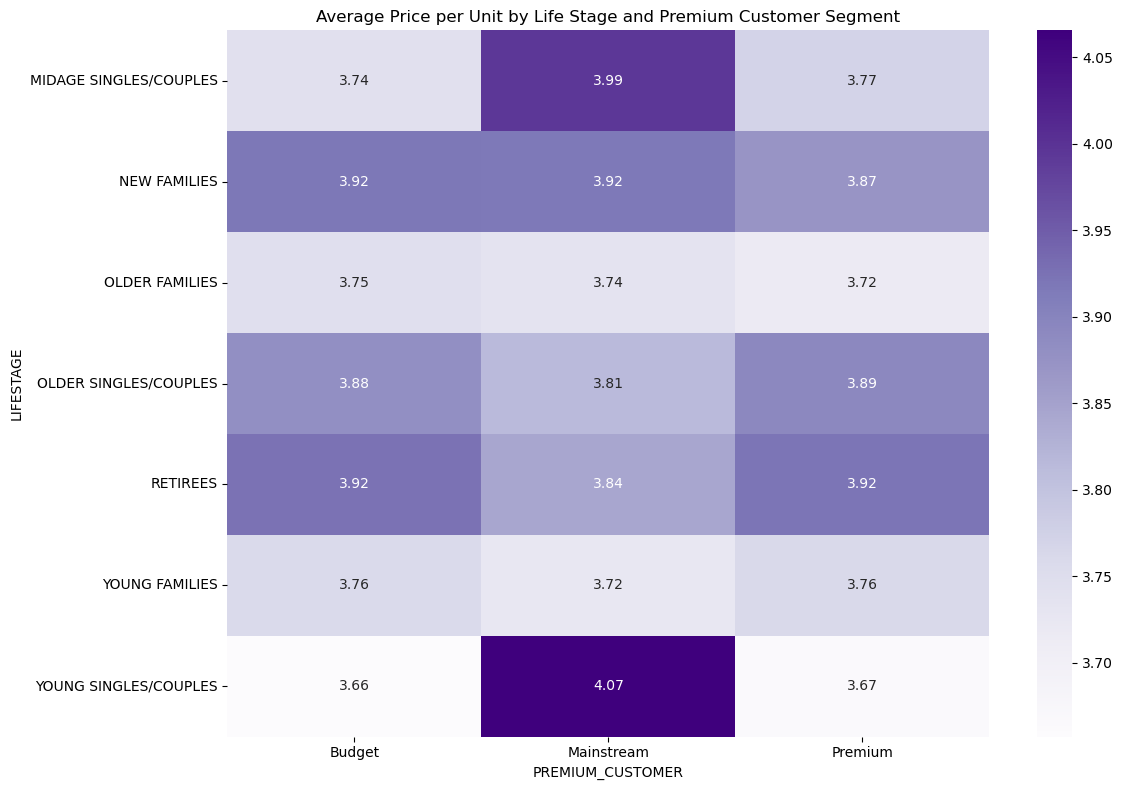 Average Price per Unit by Life Stage and Premium Customer Segment
MIDAGE SINGLES/COUPLES 3.74 3.99 3.77
NEW FAMILIES 3.92 3.92 3.87
OLDER FAMILIES 3.75 3.74 3.72
OLDER SINGLES/COUPLES 3.88 3.81 3.89
RETIREES 3.92 3.84 3.92
YOUNG FAMILIES 3.76 3.72 3.76
YOUNG SINGLES/COUPLES 3.66 4.07 3.67
LIFESTAGE
Budget Mainstream Premium
PREMIUM_CUSTOMER
4.05
4.00
3.95
3.90
3.85
3.80
3.75
3.70